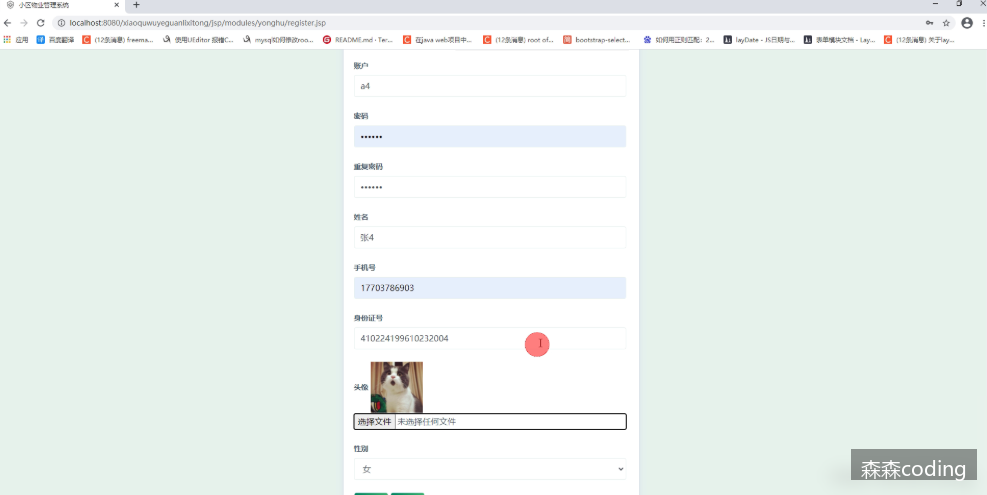 小区物业管理系统
localhost:8080/xiaoquwuyeguanlixitong/jsp/modules/yonghu/register.jsp
应用 百度翻译 (12条消息) freema... 使用UEditor 报错C... mysql如何修改roo... README.md · Ter... 在java web项目中... (12条消息) root of... bootstrap-select... 如何用正则匹配：2... layDate - JS日期与... 表单模块文档 - Lay... (12条消息) 关于lay...
账户
a4
密码
••••••
重复密码
••••••
姓名
张4
手机号
17703786903
身份证号
410224199610232004
头像
选择文件 未选择任何文件
性别
女
森森coding